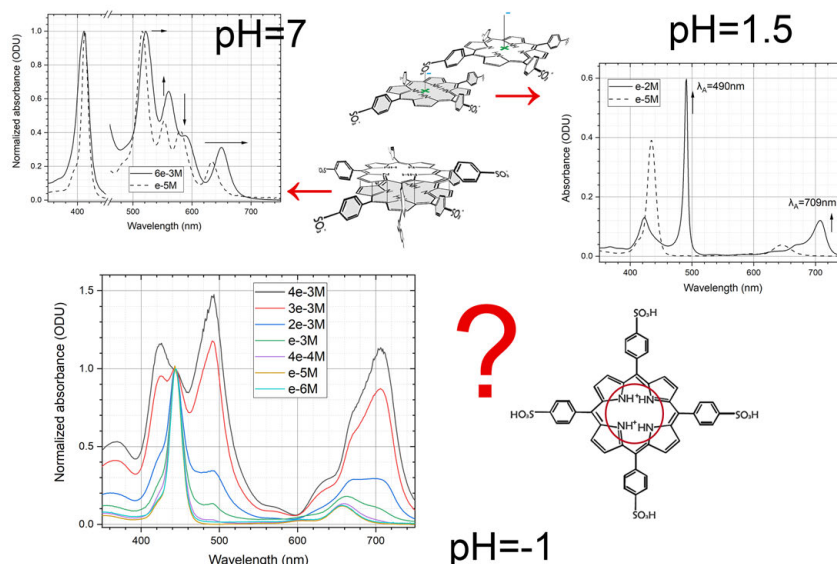 pH=7
Normalized absorbance (ODU)
1.0
0.8
0.6
0.4
0.2
0.0
6e-3M
e-5M
400
500
600
700
Wavelength (nm)
SO₃⁻
pH=1.5
Absorbance (ODU)
0.6
0.4
0.2
0.0
e-2M
e-5M
λA=490nm
λA=709nm
400
500
600
700
Wavelength (nm)
Normalized absorbance (ODU)
1.5
1.0
0.5
0.0
4e-3M
3e-3M
2e-3M
e-3M
4e-4M
e-5M
e-6M
400
500
600
700
Wavelength (nm)
?
SO₃H
NH⁺ HN
HO₃S
SO₃H
NH⁺ HN
SO₃H
pH=-1